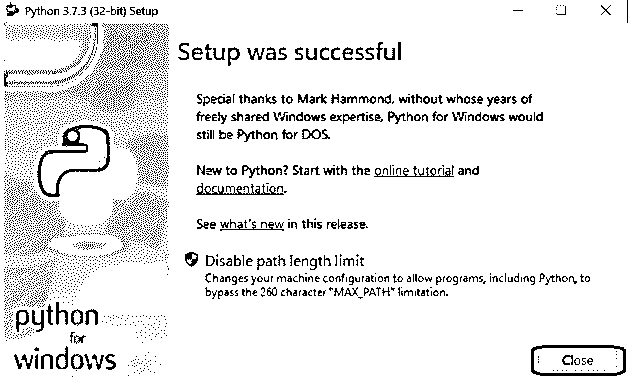 Python 3.7.3 (32-bit) Setup
Setup was successful
Special thanks to Mark Hammond, without whose years of
freely shared Windows expertise, Python for Windows would
still be Python for DOS.
New to Python? Start with the online tutorial and
documentation.
See what's new in this release.
Disable path length limit
Changes your machine configuration to allow programs, including Python, to
bypass the 260 character "MAX_PATH" limitation.
python
for
windows
Close